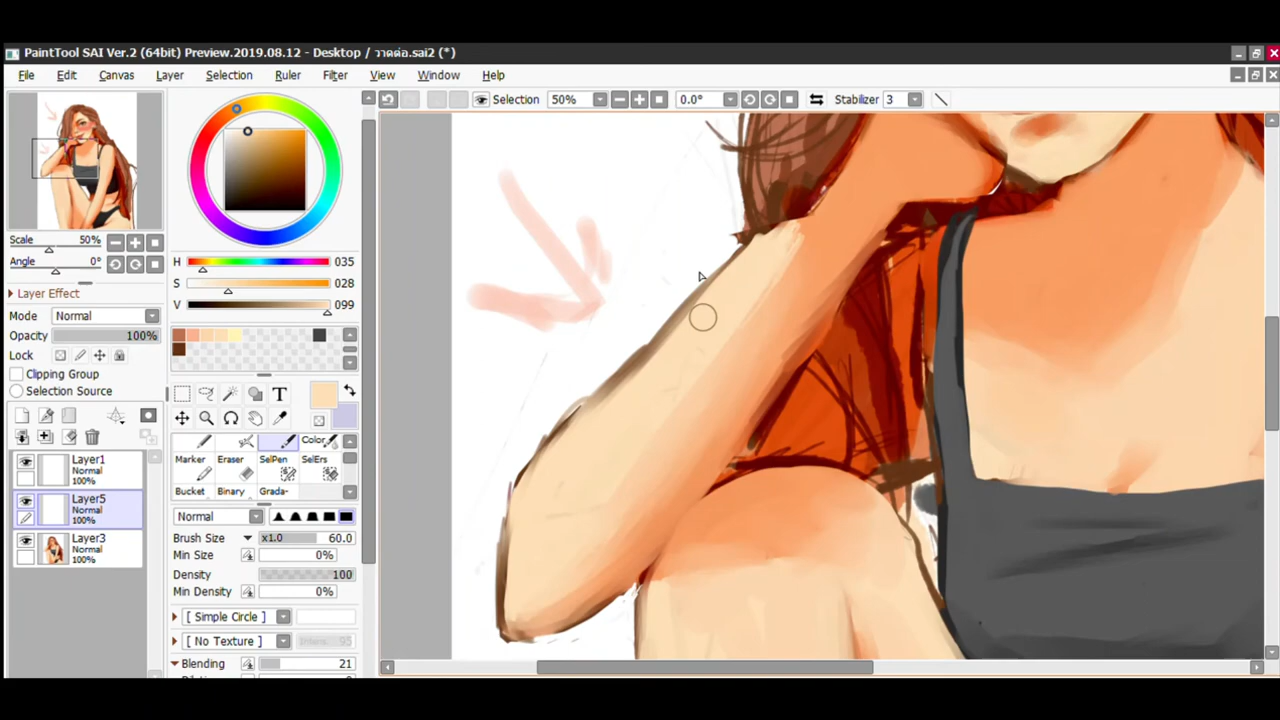 PaintTool SAI Ver.2 (64bit) Preview.2019.08.12 - Desktop / วาดต่อ.sai2 (*)
File Edit Canvas Layer Selection Ruler Filter View Window Help
Selection 50% 0.0° Stabilizer 3
Scale 50%
Angle 0°
Layer Effect
Mode Normal
Opacity 100%
Lock
Clipping Group
Selection Source
Layer1
Normal
100%
Layer5
Normal
100%
Layer3
Normal
100%
H 035
S 028
V 099
T
Color
Marker Eraser SelPen SelErs
Bucket Binary Grada-
Normal
Brush Size x1.0 60.0
Min Size 0%
Density 100
Min Density 0%
[ Simple Circle ]
[ No Texture ] 95
Blending 21